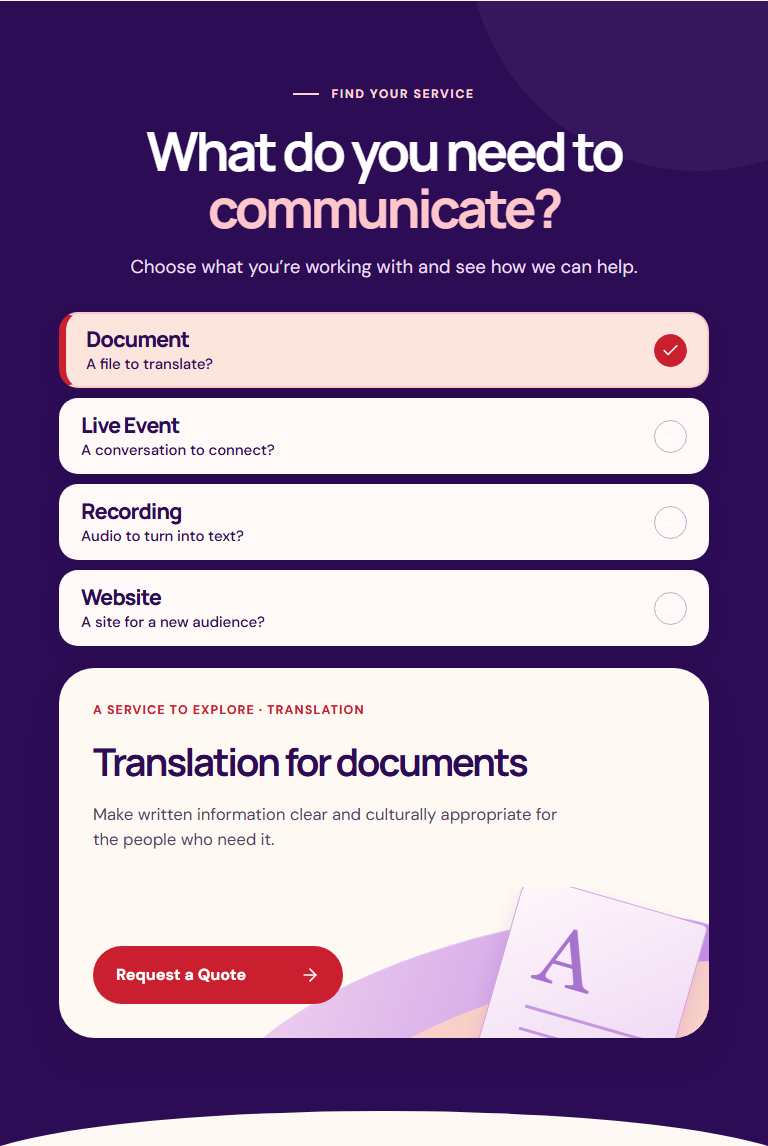 FIND YOUR SERVICE
What do you need to
communicate?
Choose what you’re working with and see how we can help.
Document
A file to translate?
Live Event
A conversation to connect?
Recording
Audio to turn into text?
Website
A site for a new audience?
A SERVICE TO EXPLORE · TRANSLATION
Translation for documents
Make written information clear and culturally appropriate for
the people who need it.
A
Request a Quote